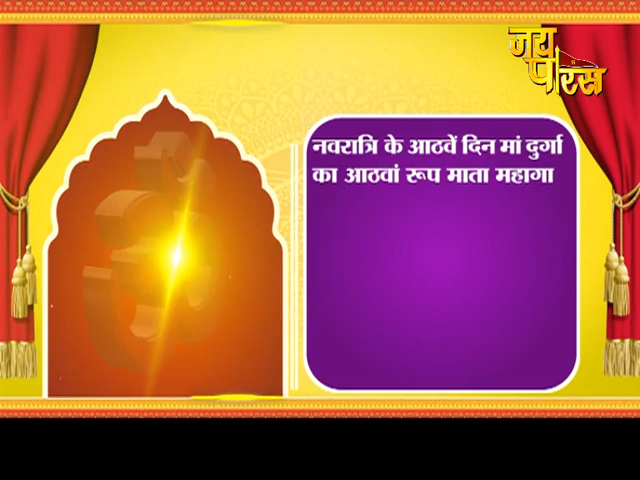 जय
पारस
नवरात्रि के आठवें दिन मां दुर्गा
का आठवां रूप माता महागा